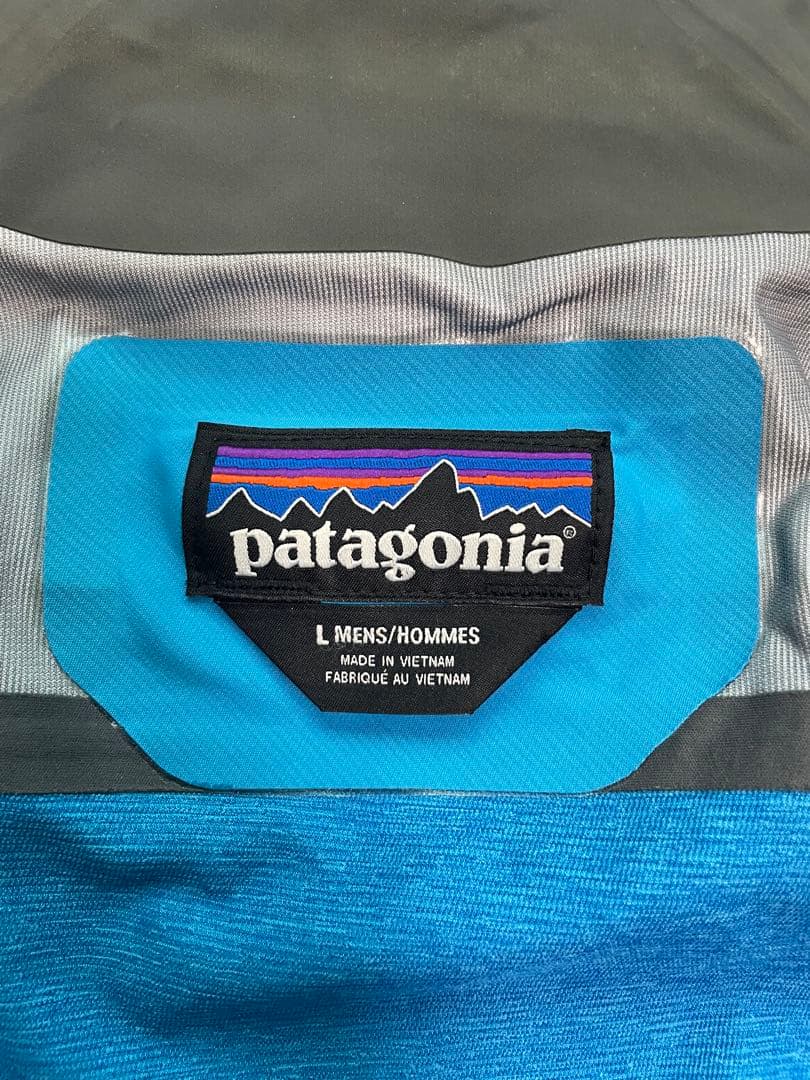 patagonia®
L MENS/HOMMES
MADE IN VIETNAM
FABRIQUÉ AU VIETNAM